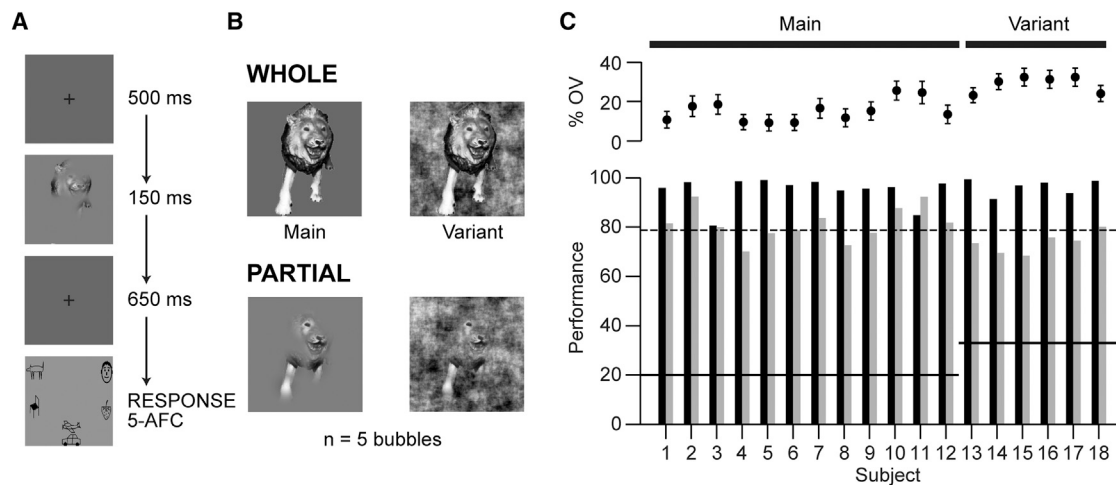 A
500 ms
150 ms
650 ms
RESPONSE
5-AFC
B
WHOLE
Main Variant
PARTIAL
n = 5 bubbles
C
Main Variant
% OV
40
20
0
Performance
100
80
60
40
20
0
1 2 3 4 5 6 7 8 9 10 11 12 13 14 15 16 17 18
Subject